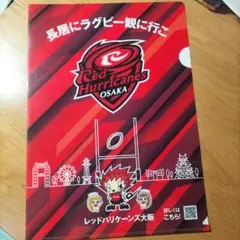 長居にラグビー観に行こ
Red
Hurricanes
OSAKA
レッドハリケーンズ大阪
詳しくは
こちら!